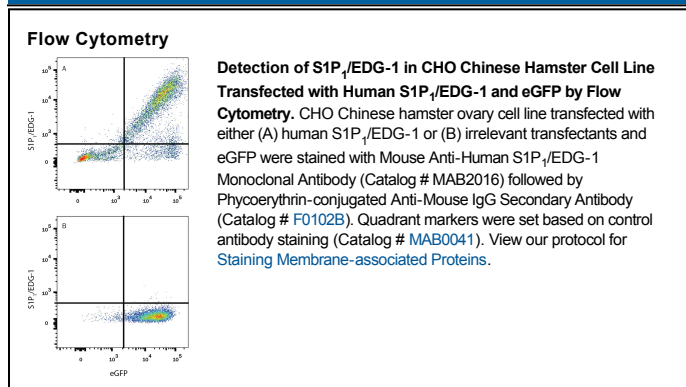 Flow Cytometry
A
10⁵
10⁴
10³
0
S1P₁/EDG-1
0 10³ 10⁴ 10⁵
B
10⁵
10⁴
10³
0
S1P₁/EDG-1
0 10³ 10⁴ 10⁵
eGFP
Detection of S1P₁/EDG-1 in CHO Chinese Hamster Cell Line
Transfected with Human S1P₁/EDG-1 and eGFP by Flow
Cytometry. CHO Chinese hamster ovary cell line transfected with
either (A) human S1P₁/EDG-1 or (B) irrelevant transfectants and
eGFP were stained with Mouse Anti-Human S1P₁/EDG-1
Monoclonal Antibody (Catalog # MAB2016) followed by
Phycoerythrin-conjugated Anti-Mouse IgG Secondary Antibody
(Catalog # F0102B). Quadrant markers were set based on control
antibody staining (Catalog # MAB0041). View our protocol for
Staining Membrane-associated Proteins.